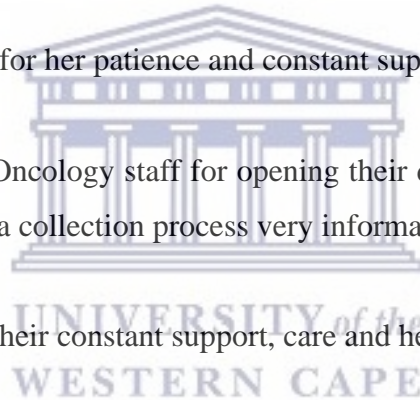 for her patience and constant sup
Oncology staff for opening their
a collection process very informa
UNIVERSITY of the
heir constant support, care and he
WESTERN CAPE